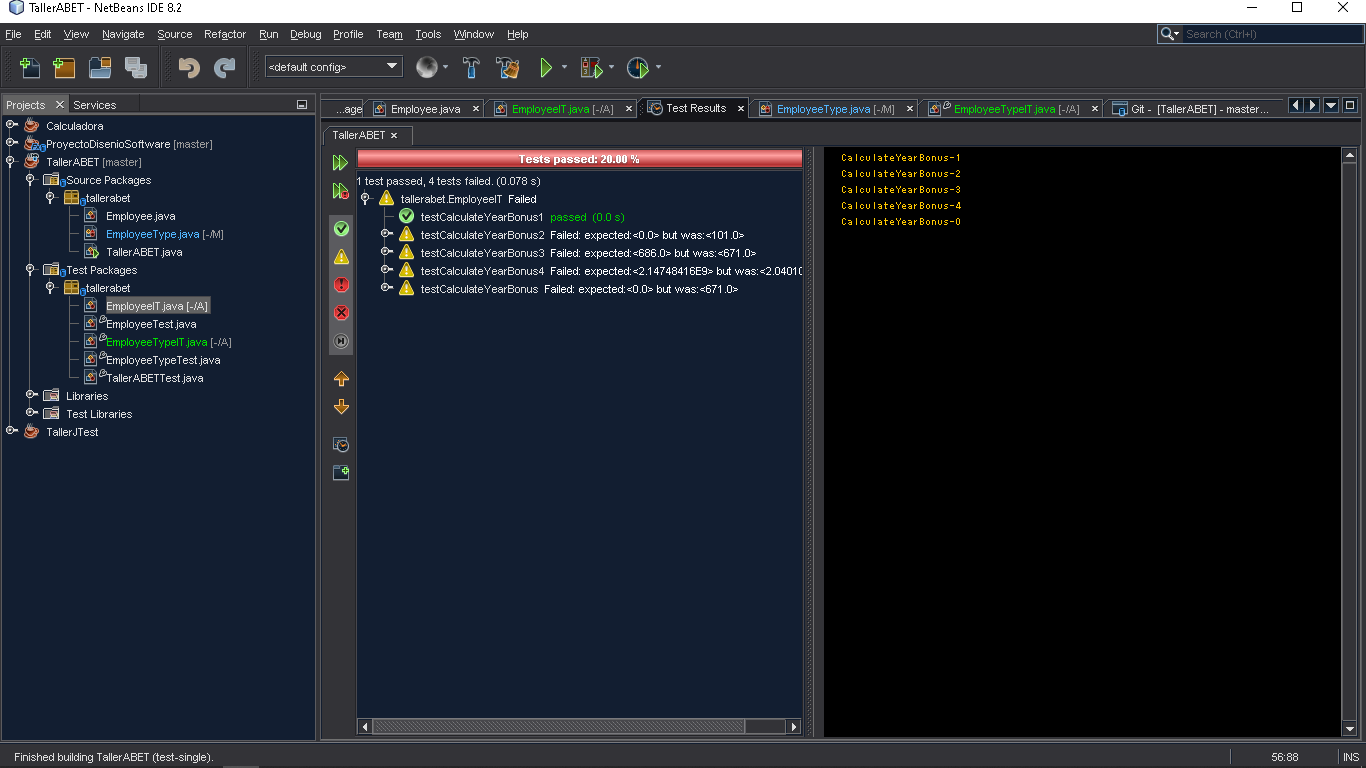 TallerABET - NetBeans IDE 8.2
File Edit View Navigate Source Refactor Run Debug Profile Team Tools Window Help
Search (Ctrl+I)
<default config>
Projects
Services
...age
Employee.java
EmployeeIT.java [-/A]
Test Results
EmployeeType.java [-/M]
EmployeeTypeIT.java [-/A]
Git - [TallerABET] - master...
Calculadora
ProyectoDisenioSoftware [master]
TallerABET [master]
Source Packages
tallerabet
Employee.java
EmployeeType.java [-/M]
TallerABET.java
Test Packages
tallerabet
EmployeeIT.java [-/A]
EmployeeTest.java
EmployeeTypeIT.java [-/A]
EmployeeTypeTest.java
TallerABETTest.java
Libraries
Test Libraries
TallerJTest
TallerABET
Tests passed: 20.00 %
1 test passed, 4 tests failed. (0.078 s)
tallerabet.EmployeeIT Failed
testCalculateYearBonus1 passed (0.0 s)
testCalculateYearBonus2 Failed: expected:<0.0> but was:<101.0>
testCalculateYearBonus3 Failed: expected:<686.0> but was:<671.0>
testCalculateYearBonus4 Failed: expected:<2.14748416E9> but was:<2.0401
testCalculateYearBonus Failed: expected:<0.0> but was:<671.0>
CalculateYearBonus-1
CalculateYearBonus-2
CalculateYearBonus-3
CalculateYearBonus-4
CalculateYearBonus-0
Finished building TallerABET (test-single).
56:88
INS